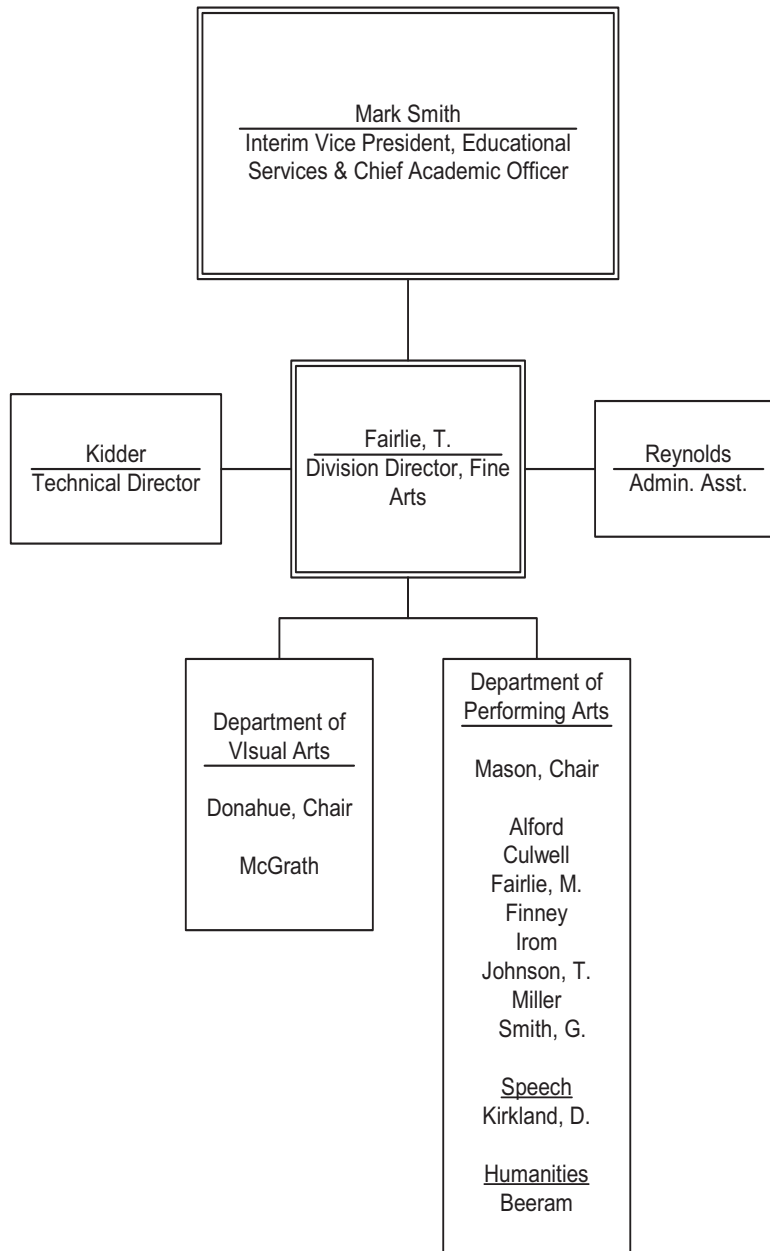 Mark Smith
Interim Vice President, Educational
Services & Chief Academic Officer
Kidder
Technical Director
Fairlie, T.
Division Director, Fine
Arts
Reynolds
Admin. Asst.
Department of
VIsual Arts
Donahue, Chair
McGrath
Department of
Performing Arts
Mason, Chair
Alford
Culwell
Fairlie, M.
Finney
Irom
Johnson, T.
Miller
Smith, G.
Speech
Kirkland, D.
Humanities
Beeram